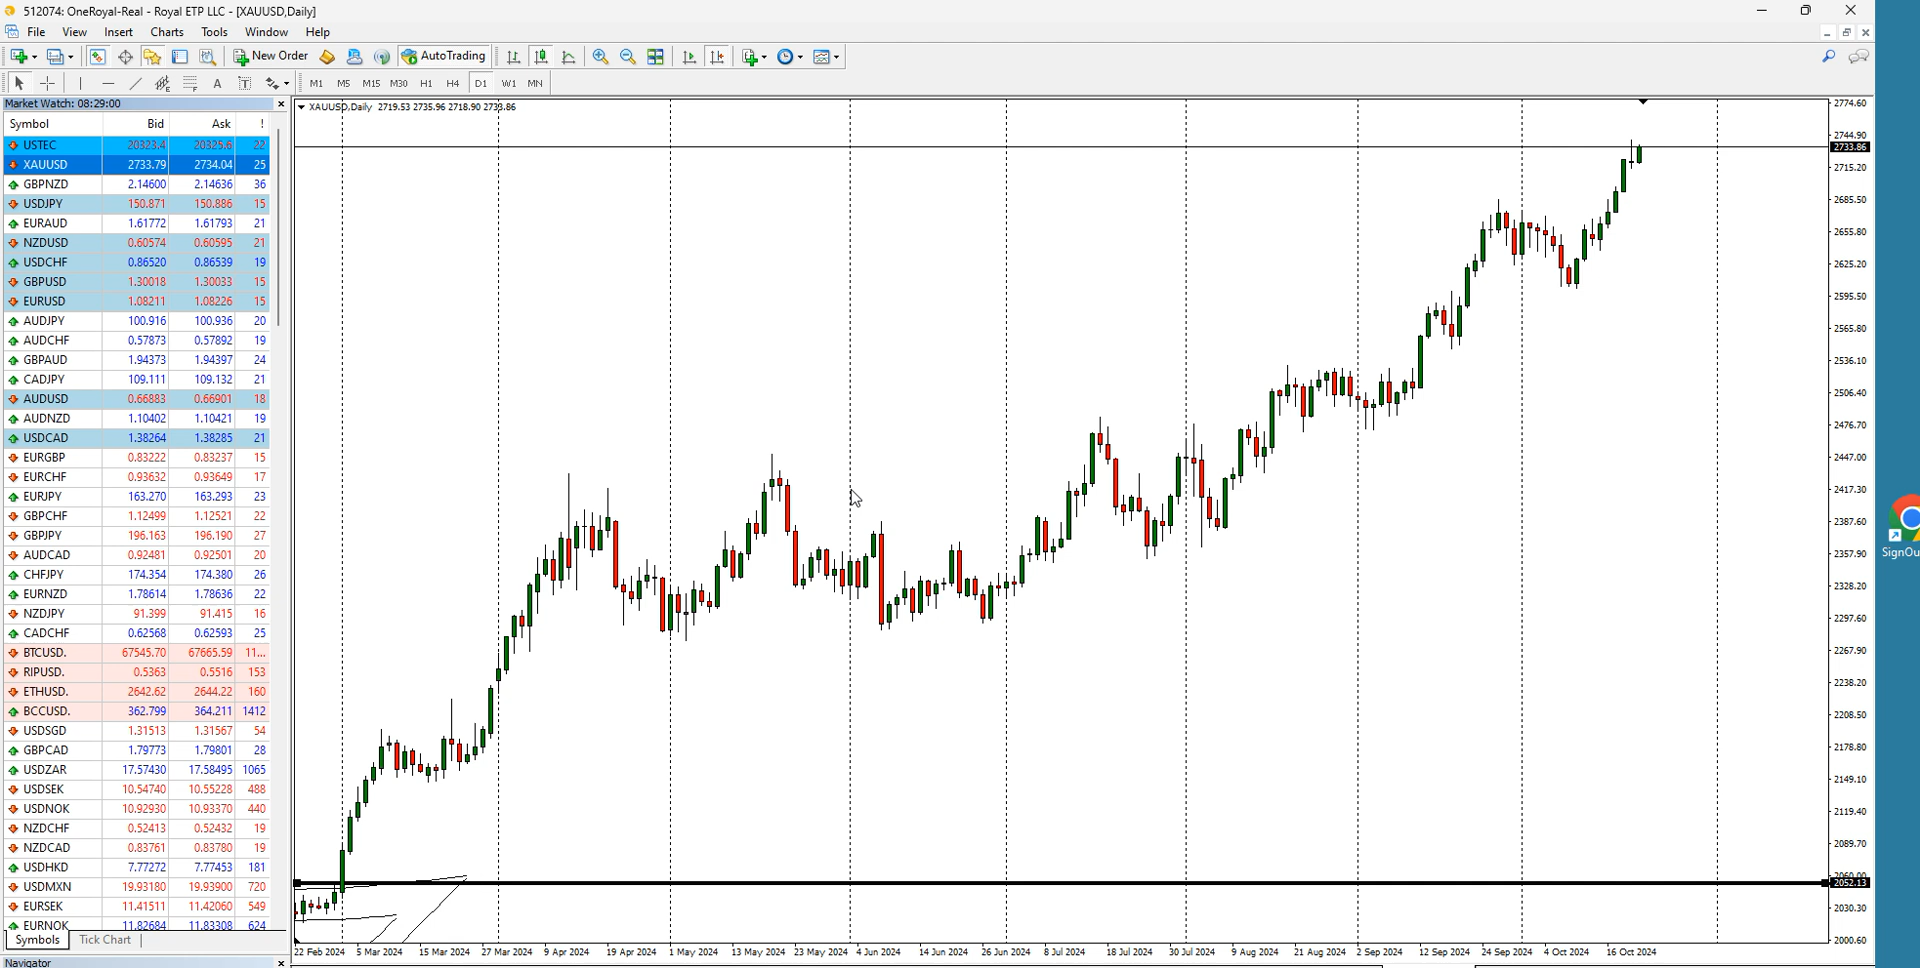 512074: OneRoyal-Real - Royal ETP LLC - [XAUUSD,Daily]
File View Insert Charts Tools Window Help
New Order AutoTrading
A T M1 M5 M15 M30 H1 H4 D1 W1 MN
Market Watch: 08:29:00
Symbol Bid Ask !
USTEC 20323.4 20325.6 22
XAUUSD 2733.79 2734.04 25
GBPNZD 2.14600 2.14636 36
USDJPY 150.871 150.886 15
EURAUD 1.61772 1.61793 21
NZDUSD 0.60574 0.60595 21
USDCHF 0.86520 0.86539 19
GBPUSD 1.30018 1.30033 15
EURUSD 1.08211 1.08226 15
AUDJPY 100.916 100.936 20
AUDCHF 0.57873 0.57892 19
GBPAUD 1.94373 1.94397 24
CADJPY 109.111 109.132 21
AUDUSD 0.66883 0.66901 18
AUDNZD 1.10402 1.10421 19
USDCAD 1.38264 1.38285 21
EURGBP 0.83222 0.83237 15
EURCHF 0.93632 0.93649 17
EURJPY 163.270 163.293 23
GBPCHF 1.12499 1.12521 22
GBPJPY 196.163 196.190 27
AUDCAD 0.92481 0.92501 20
CHFJPY 174.354 174.380 26
EURNZD 1.78614 1.78636 22
NZDJPY 91.399 91.415 16
CADCHF 0.62568 0.62593 25
BTCUSD. 67545.70 67665.59 11...
RIPUSD. 0.5363 0.5516 153
ETHUSD. 2642.62 2644.22 160
BCCUSD. 362.799 364.211 1412
USDSGD 1.31513 1.31567 54
GBPCAD 1.79773 1.79801 28
USDZAR 17.57430 17.58495 1065
USDSEK 10.54740 10.55228 488
USDNOK 10.92930 10.93370 440
NZDCHF 0.52413 0.52432 19
NZDCAD 0.83761 0.83780 19
USDHKD 7.77272 7.77453 181
USDMXN 19.93180 19.93900 720
EURSEK 11.41511 11.42060 549
EURNOK 11.82684 11.83308 624
Symbols Tick Chart
Navigator
XAUUSD,Daily 2719.53 2735.96 2718.90 2733.86
2774.60
2744.90
2733.86
2715.20
2685.50
2655.80
2625.20
2595.50
2565.80
2536.10
2506.40
2476.70
2447.00
2417.30
2387.60
2357.90
2328.20
2297.60
2267.90
2238.20
2208.50
2178.80
2149.10
2119.40
2089.70
2060.00
2052.13
2030.30
2000.60
22 Feb 2024 5 Mar 2024 15 Mar 2024 27 Mar 2024 9 Apr 2024 19 Apr 2024 1 May 2024 13 May 2024 23 May 2024 4 Jun 2024 14 Jun 2024 26 Jun 2024 8 Jul 2024 18 Jul 2024 30 Jul 2024 9 Aug 2024 21 Aug 2024 2 Sep 2024 12 Sep 2024 24 Sep 2024 4 Oct 2024 16 Oct 2024
SignOu